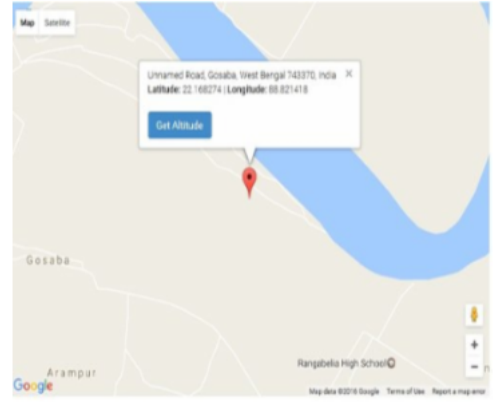 Map Satellite
Unnamed Road, Gosaba, West Bengal 743370, India ×
Latitude: 22.168274 | Longitude: 88.821418
Get Altitude
Gosaba
Rangabelia High School
Arampur
Google
Map data ©2016 Google Terms of Use Report a map error